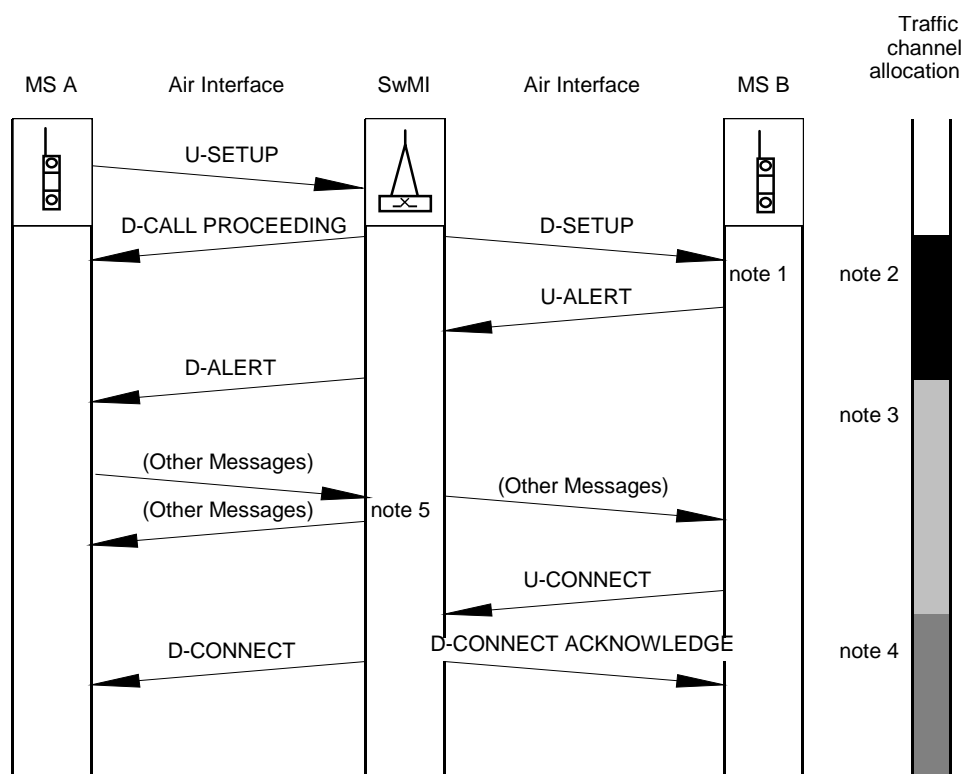 Traffic
channel
allocation
MS A Air Interface SwMI Air Interface MS B
U-SETUP
D-CALL PROCEEDING D-SETUP
note 1 note 2
U-ALERT
D-ALERT
note 3
(Other Messages)
(Other Messages)
(Other Messages) note 5
U-CONNECT
D-CONNECT D-CONNECT ACKNOWLEDGE note 4